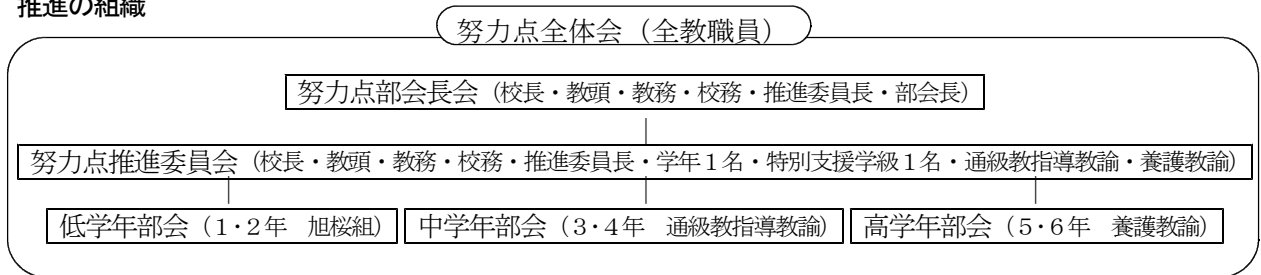 推進の組織
努力点全体会（全教職員）
努力点部会長会（校長・教頭・教務・校務・推進委員長・部会長）
努力点推進委員会（校長・教頭・教務・校務・推進委員長・学年１名・特別支援学級１名・通級教指導教諭・養護教諭）
低学年部会（１・２年　旭桜組） 中学年部会（３・４年　通級教指導教諭） 高学年部会（５・６年　養護教諭）